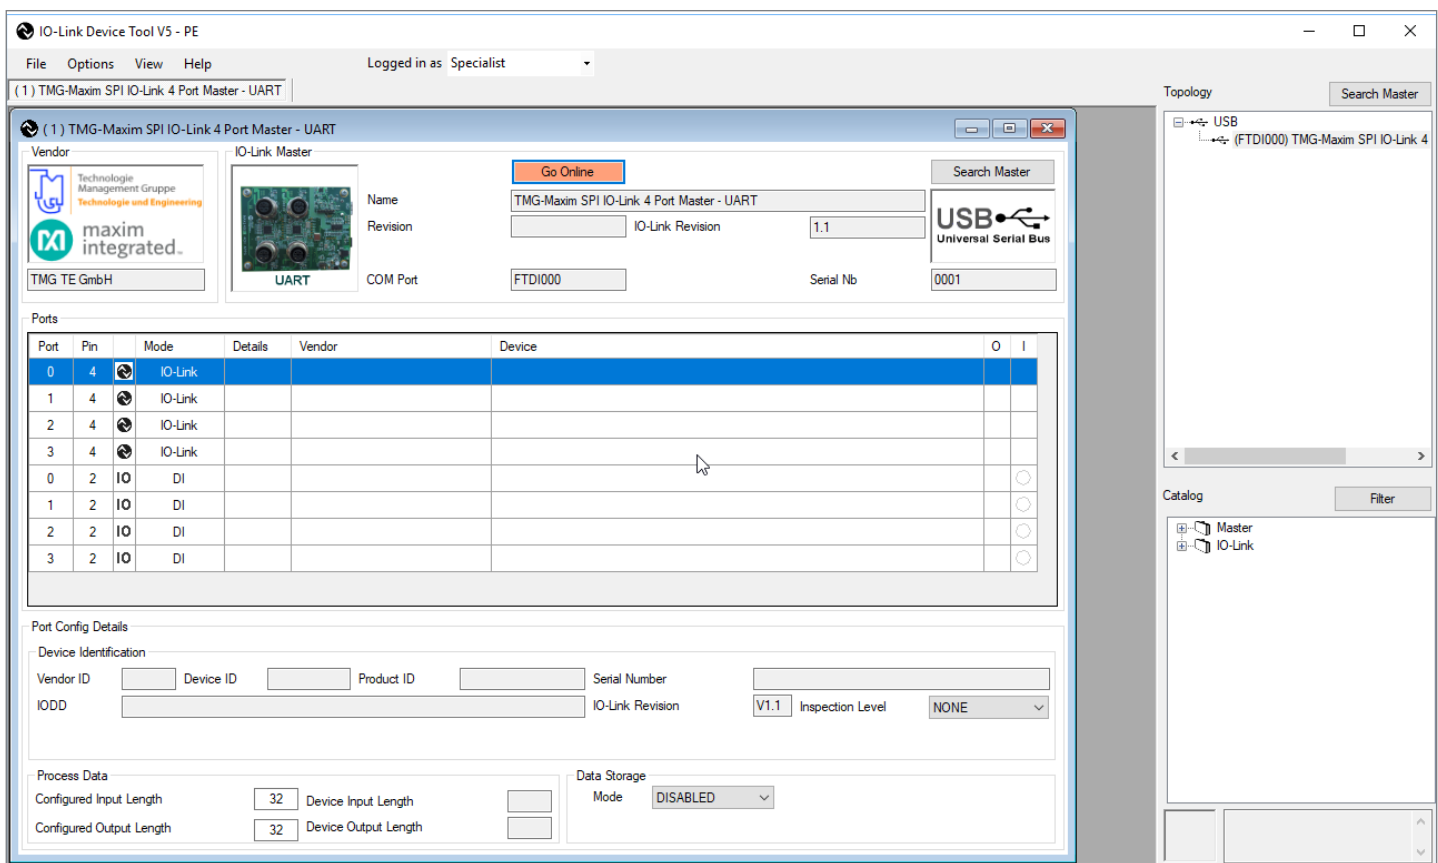 IO-Link Device Tool V5 - PE
File Options View Help Logged in as Specialist
(1) TMG-Maxim SPI IO-Link 4 Port Master - UART
Topology Search Master
USB
(FTDI000) TMG-Maxim SPI IO-Link 4
(1) TMG-Maxim SPI IO-Link 4 Port Master - UART
Vendor
Technologie
Management Gruppe
Technologie und Engineering
maxim
integrated™
TMG TE GmbH
IO-Link Master
UART
Go Online
Search Master
Name TMG-Maxim SPI IO-Link 4 Port Master - UART
Revision IO-Link Revision 1.1
USB
Universal Serial Bus
COM Port FTDI000 Serial Nb 0001
Ports
Port Pin Mode Details Vendor Device O I
0 4 IO-Link
1 4 IO-Link
2 4 IO-Link
3 4 IO-Link
0 2 IO DI
1 2 IO DI
2 2 IO DI
3 2 IO DI
Catalog Filter
Master
IO-Link
Port Config Details
Device Identification
Vendor ID Device ID Product ID Serial Number
IODD IO-Link Revision V1.1 Inspection Level NONE
Process Data
Configured Input Length 32 Device Input Length
Configured Output Length 32 Device Output Length
Data Storage
Mode DISABLED